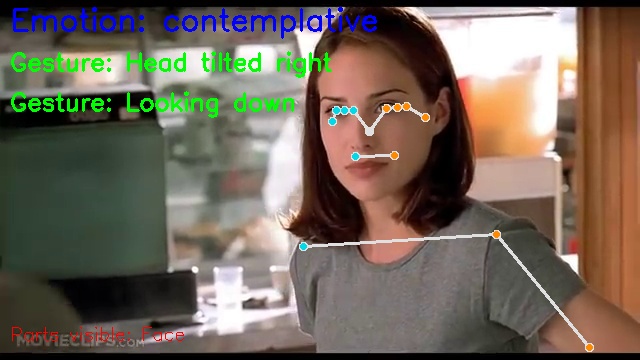 Emotion: contemplative
Gesture: Head tilted right
Gesture: Looking down
Parts visible: Face
MOVIECLIPS.COM